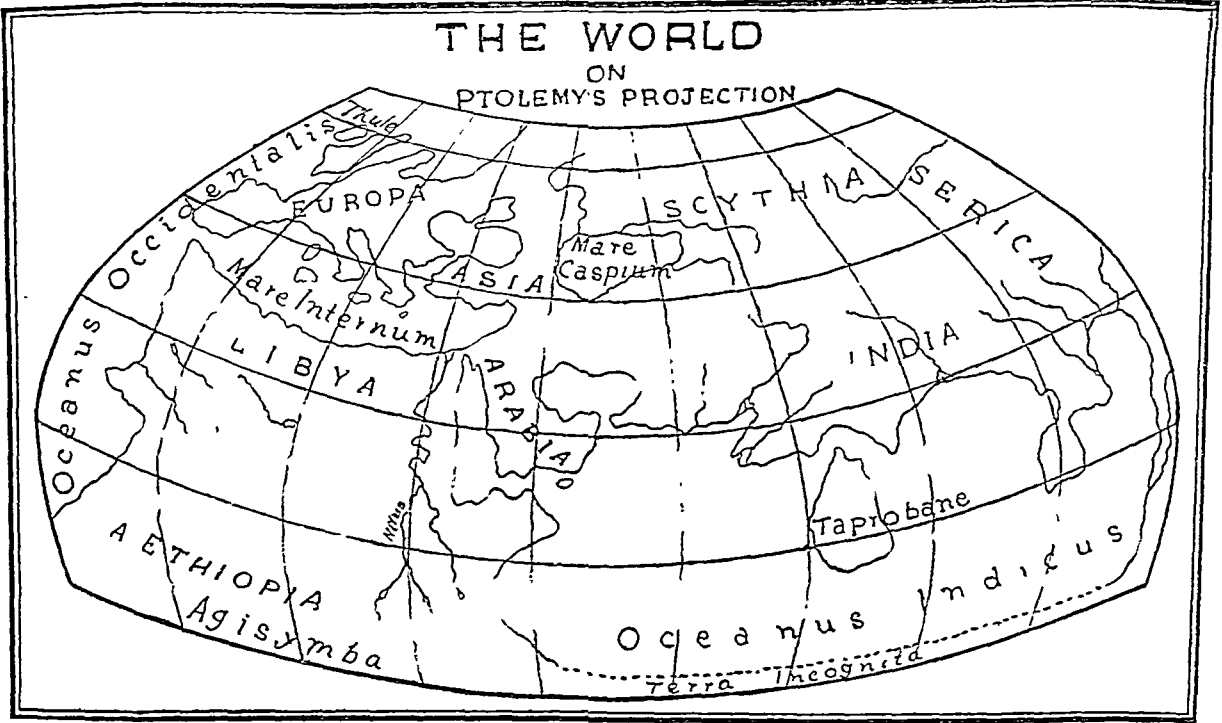 THE WORLD
ON
PTOLEMY'S PROJECTION
Thule
Oceanus Occidentalis
EUROPA
SCYTHIA
SERICA
Mare Caspium
ASIA
Mare Internum
LIBYA
ARABIA
INDIA
Nilus
Taprobane
AETHIOPIA
Agisymba
Oceanus Indicus
Terra Incognita